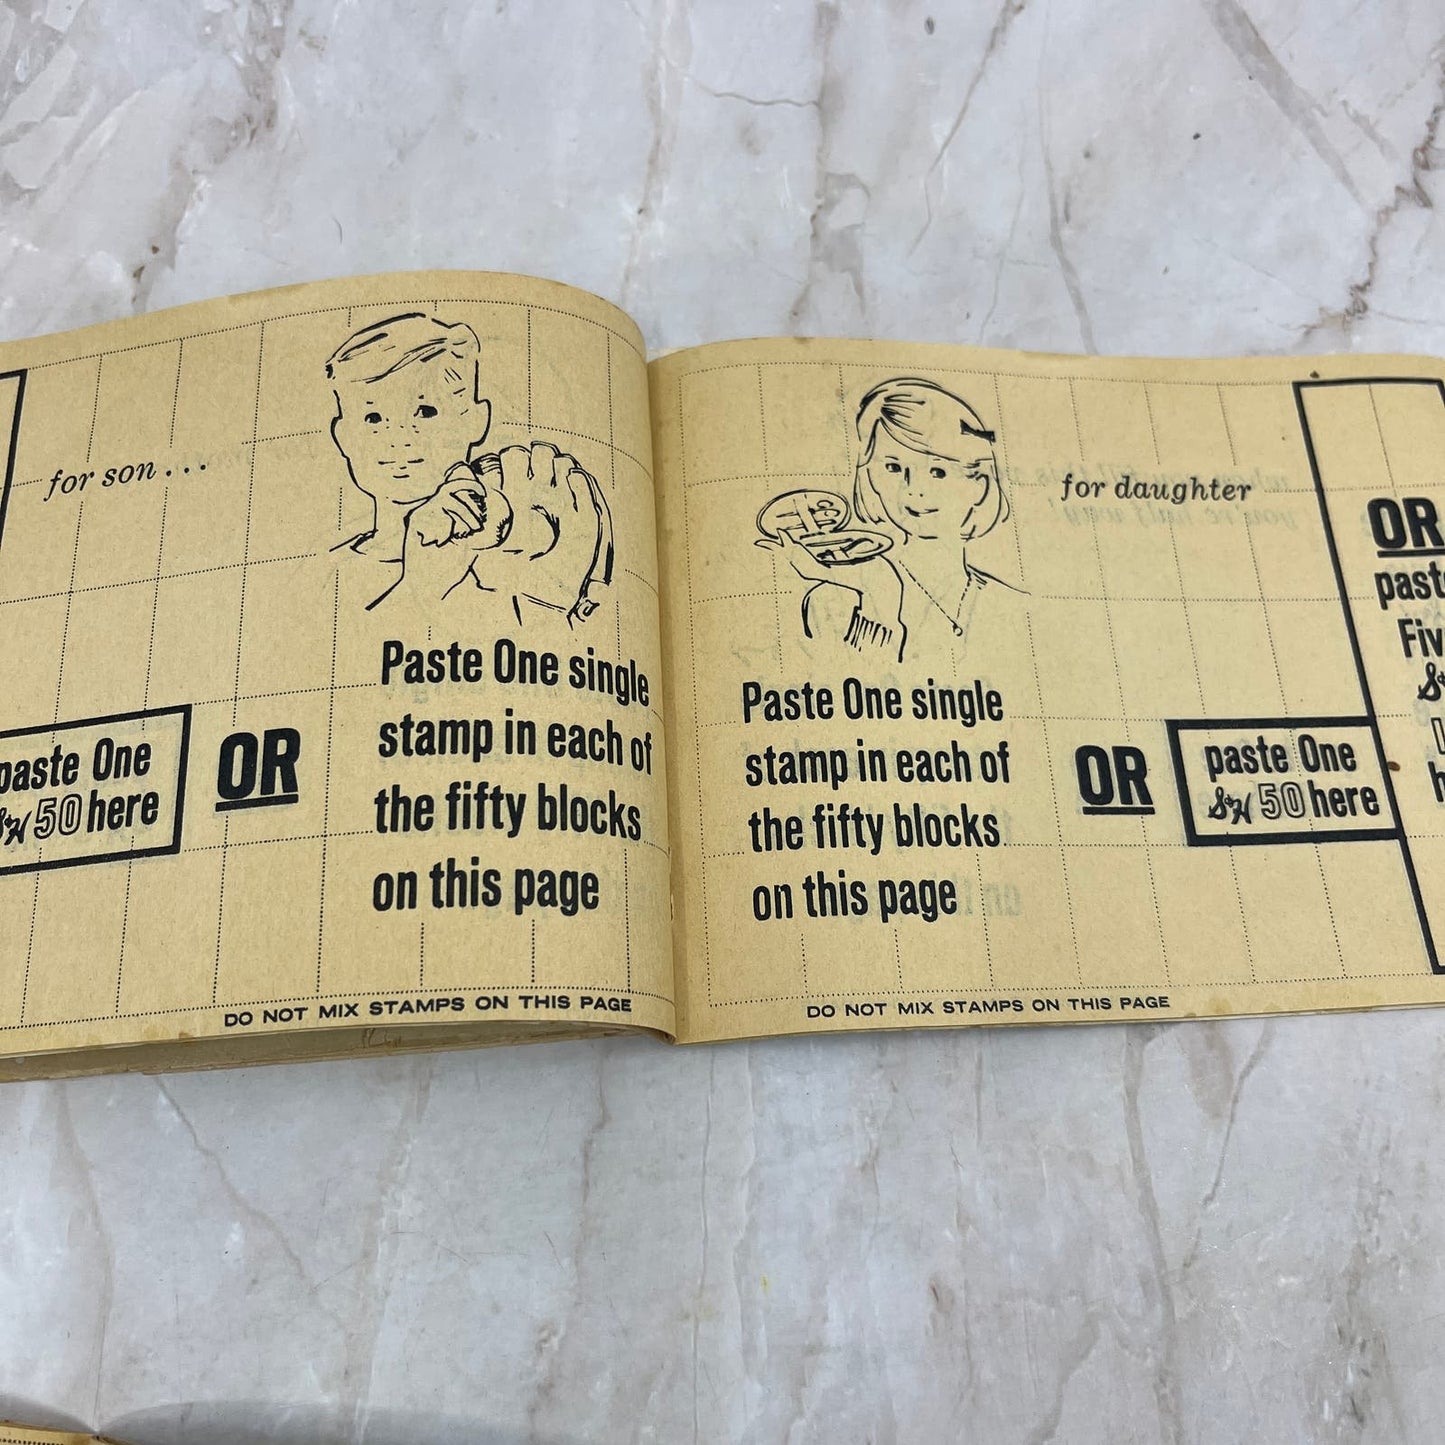 for son . . .
paste One
S&H 50 here
OR
Paste One single
stamp in each of
the fifty blocks
on this page
DO NOT MIX STAMPS ON THIS PAGE
for daughter
Paste One single
stamp in each of
the fifty blocks
on this page
OR
paste One
S&H 50 here
OR
DO NOT MIX STAMPS ON THIS PAGE